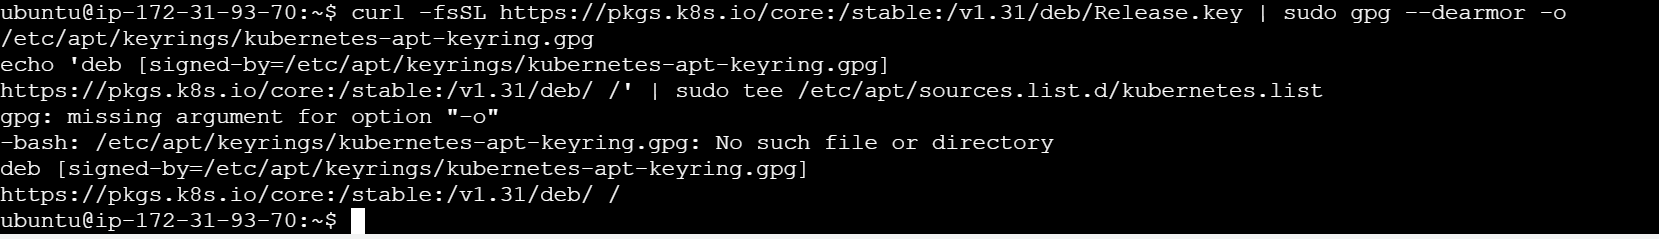 ubuntu@ip-172-31-93-70:~$ curl -fsSL https://pkgs.k8s.io/core:/stable:/v1.31/deb/Release.key | sudo gpg --dearmor -o
/etc/apt/keyrings/kubernetes-apt-keyring.gpg
echo 'deb [signed-by=/etc/apt/keyrings/kubernetes-apt-keyring.gpg]
https://pkgs.k8s.io/core:/stable:/v1.31/deb/ /' | sudo tee /etc/apt/sources.list.d/kubernetes.list
gpg: missing argument for option "-o"
-bash: /etc/apt/keyrings/kubernetes-apt-keyring.gpg: No such file or directory
deb [signed-by=/etc/apt/keyrings/kubernetes-apt-keyring.gpg]
https://pkgs.k8s.io/core:/stable:/v1.31/deb/ /
ubuntu@ip-172-31-93-70:~$